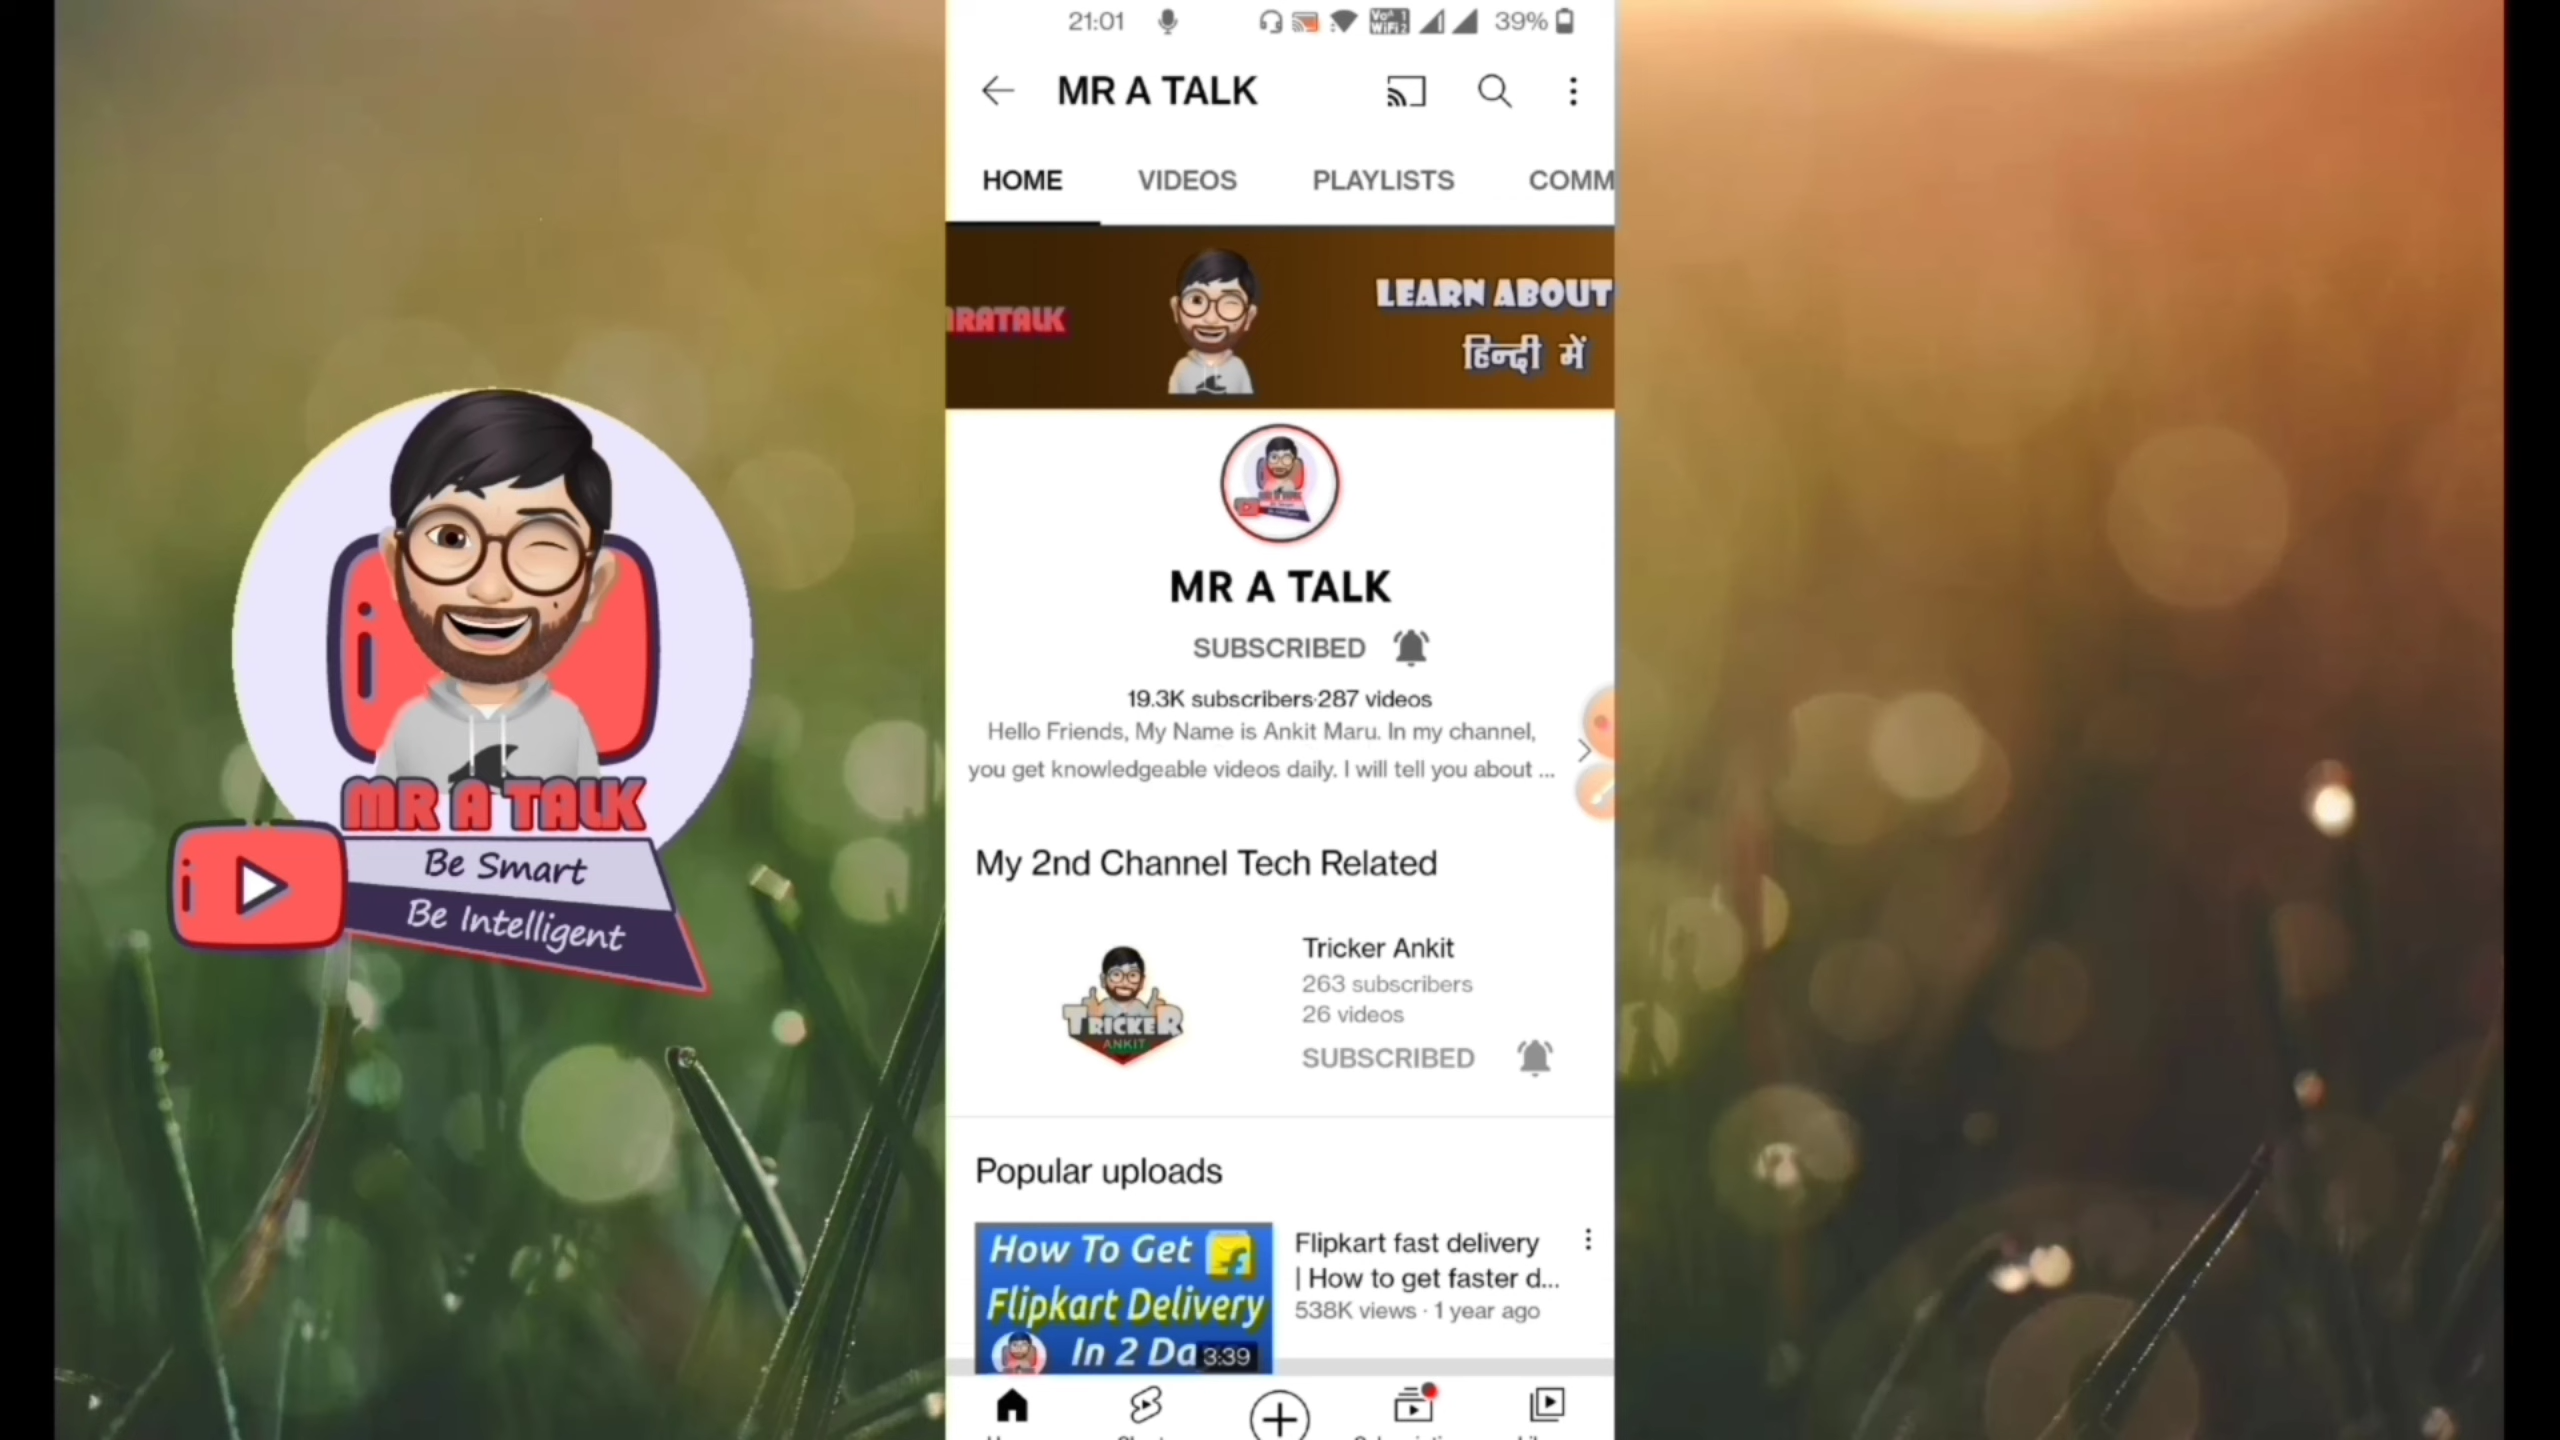 21:01
Vo 1
WiFi 2
39%
MR A TALK
HOME
VIDEOS
PLAYLISTS
COMM
RATALK
LEARN ABOUT
हिन्दी में
MR A TALK
SUBSCRIBED
19.3K subscribers·287 videos
Hello Friends, My Name is Ankit Maru. In my channel,
you get knowledgeable videos daily. I will tell you about ...
My 2nd Channel Tech Related
Tricker Ankit
263 subscribers
26 videos
SUBSCRIBED
TRICKER
ANKIT
Popular uploads
How To Get
Flipkart Delivery
In 2 Da
3:39
Flipkart fast delivery
| How to get faster d...
538K views · 1 year ago
MR A TALK
Be Smart
Be Intelligent